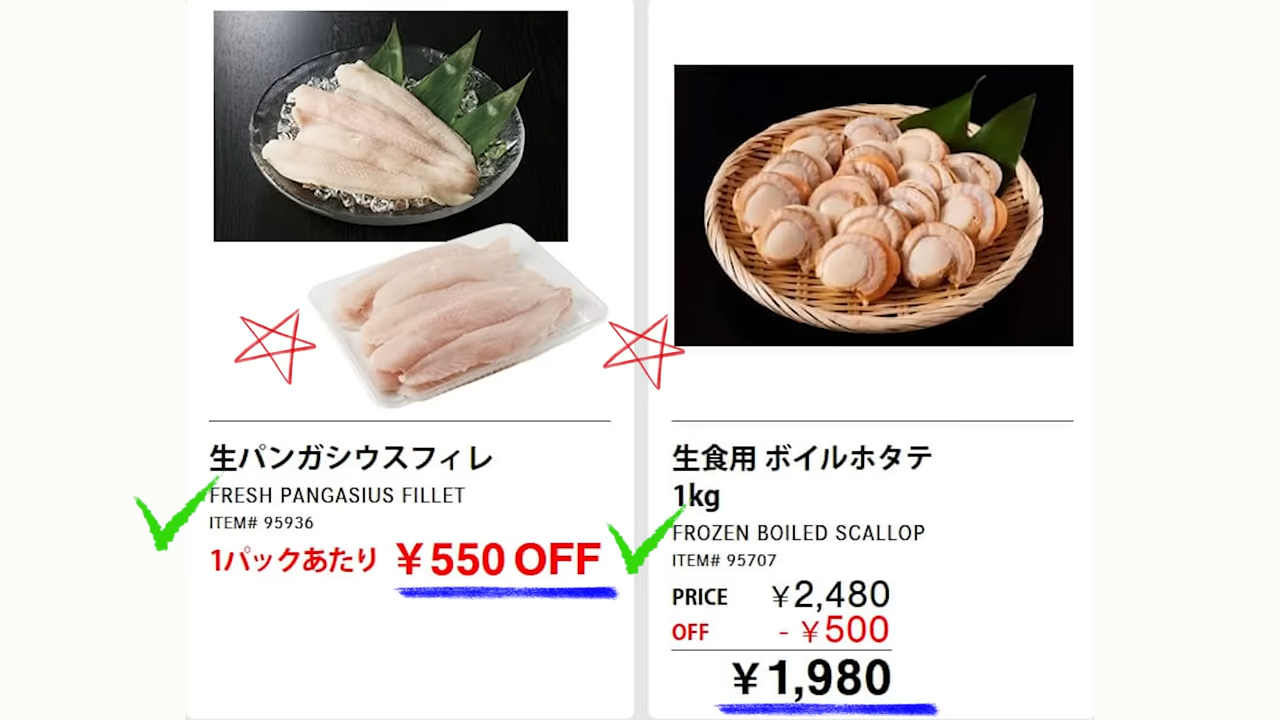 生パンガシウスフィレ
FRESH PANGASIUS FILLET
ITEM# 95936
1パックあたり ¥550 OFF
生食用 ボイルホタテ
1kg
FROZEN BOILED SCALLOP
ITEM# 95707
PRICE ¥2,480
OFF - ¥500
¥1,980